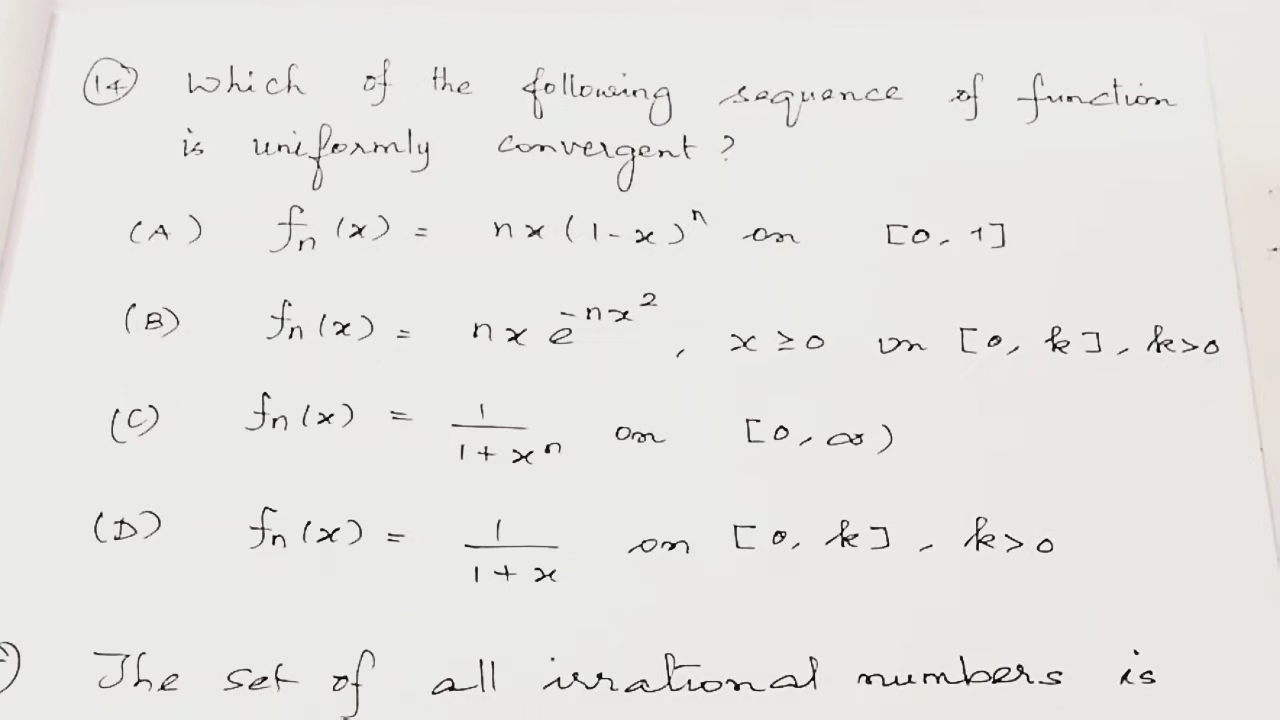 (14) Which of the following sequence of function
is uniformly convergent?
(A) fₙ(x) = nx(1-x)ⁿ on [0, 1]
(B) fₙ(x) = nx e^(-nx²), x ≥ 0 on [0, k], k>0
(C) fₙ(x) = 1/(1+xⁿ) on [0, ∞)
(D) fₙ(x) = 1/(1+x) on [0, k], k>0
The set of all irrational numbers is